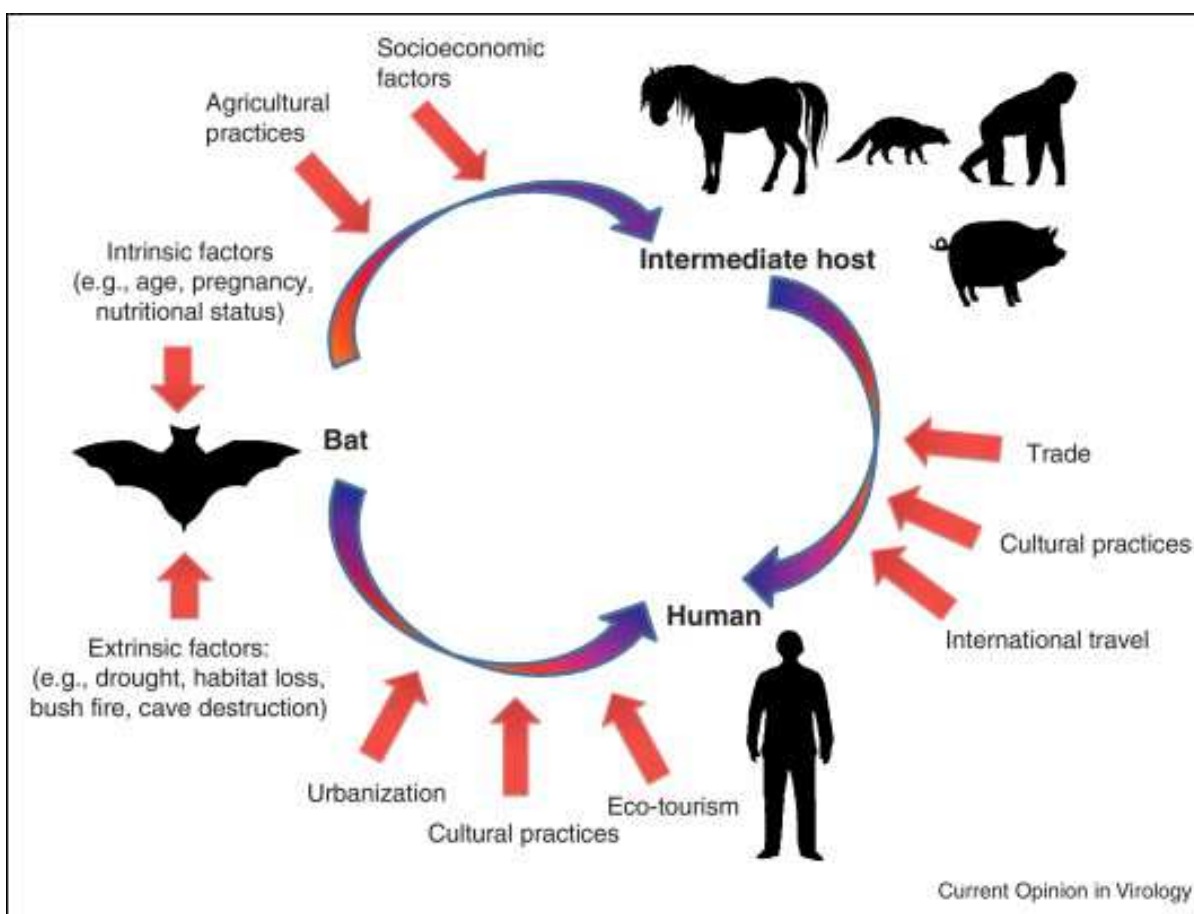 Socioeconomic
factors
Agricultural
practices
Intrinsic factors
(e.g., age, pregnancy,
nutritional status)
Intermediate host
Bat
Trade
Cultural practices
International travel
Human
Extrinsic factors:
(e.g., drought, habitat loss,
bush fire, cave destruction)
Urbanization
Cultural practices
Eco-tourism
Current Opinion in Virology